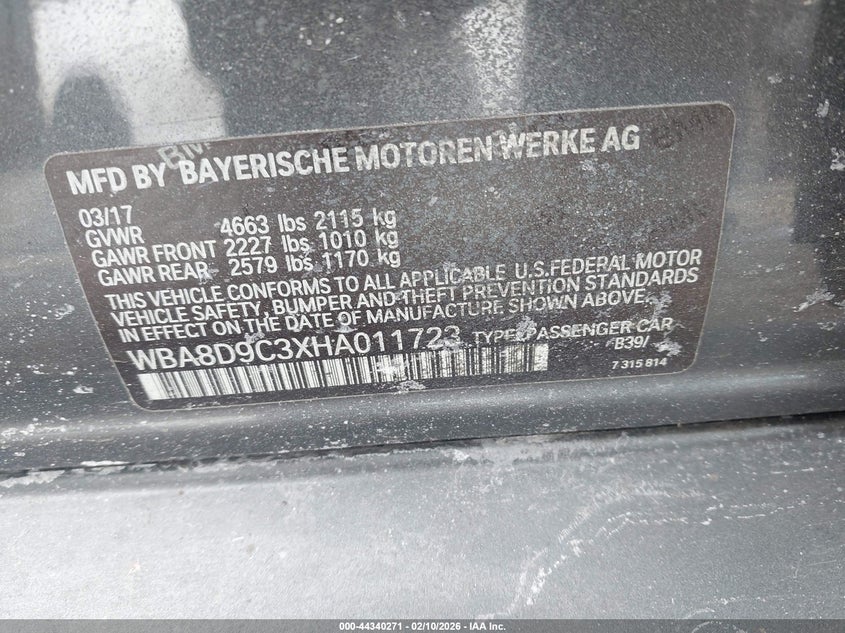 MFD BY BAYERISCHE MOTOREN WERKE AG
03/17
GVWR 4663 lbs 2115 kg
GAWR FRONT 2227 lbs 1010 kg
GAWR REAR 2579 lbs 1170 kg
THIS VEHICLE CONFORMS TO ALL APPLICABLE U.S.FEDERAL MOTOR
VEHICLE SAFETY, BUMPER AND THEFT PREVENTION STANDARDS
IN EFFECT ON THE DATE OF MANUFACTURE SHOWN ABOVE.
WBA8D9C3XHA011723 TYPE: PASSENGER CAR
B39/
7 315 814
000-44340271 - 02/10/2026 - IAA Inc.